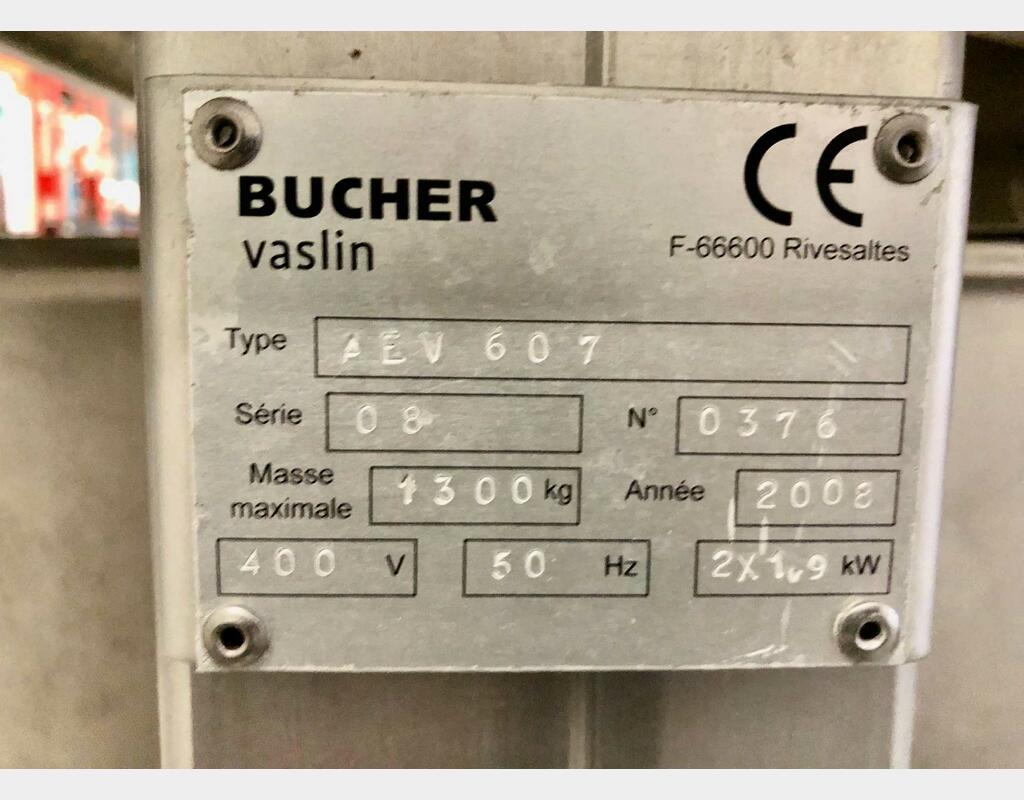 BUCHER
vaslin
CE
F-66600 Rivesaltes
Type AEV 607
Série 08 N° 0376
Masse maximale 1300 kg Année 2008
400 V 50 Hz 2X1,9 kW